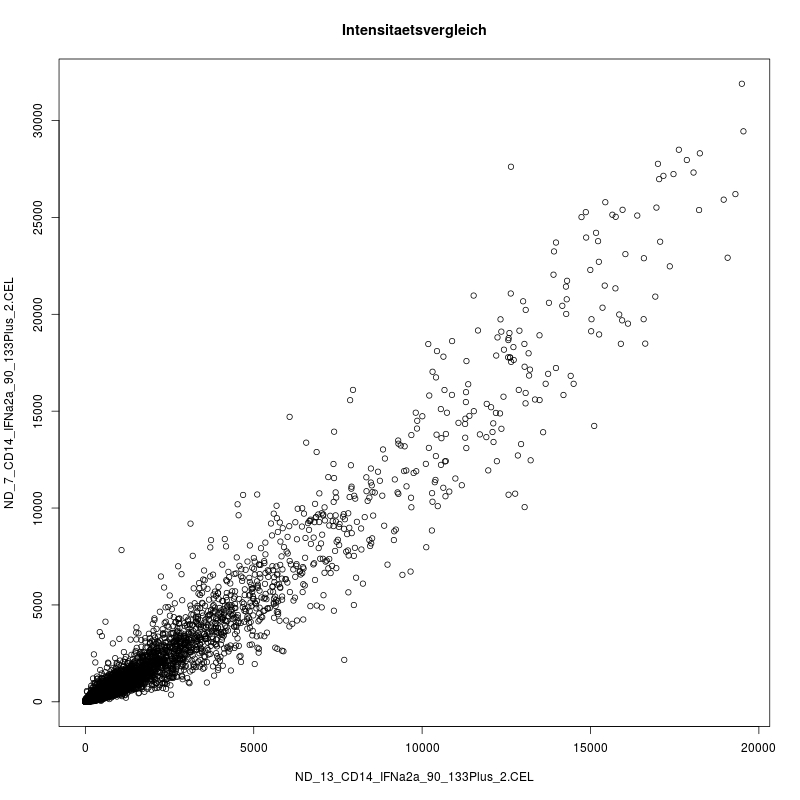 Intensitaetsvergleich
30000
25000
20000
15000
10000
5000
0
ND_7_CD14_IFNa2a_90_133Plus_2.CEL
0 5000 10000 15000 20000
ND_13_CD14_IFNa2a_90_133Plus_2.CEL